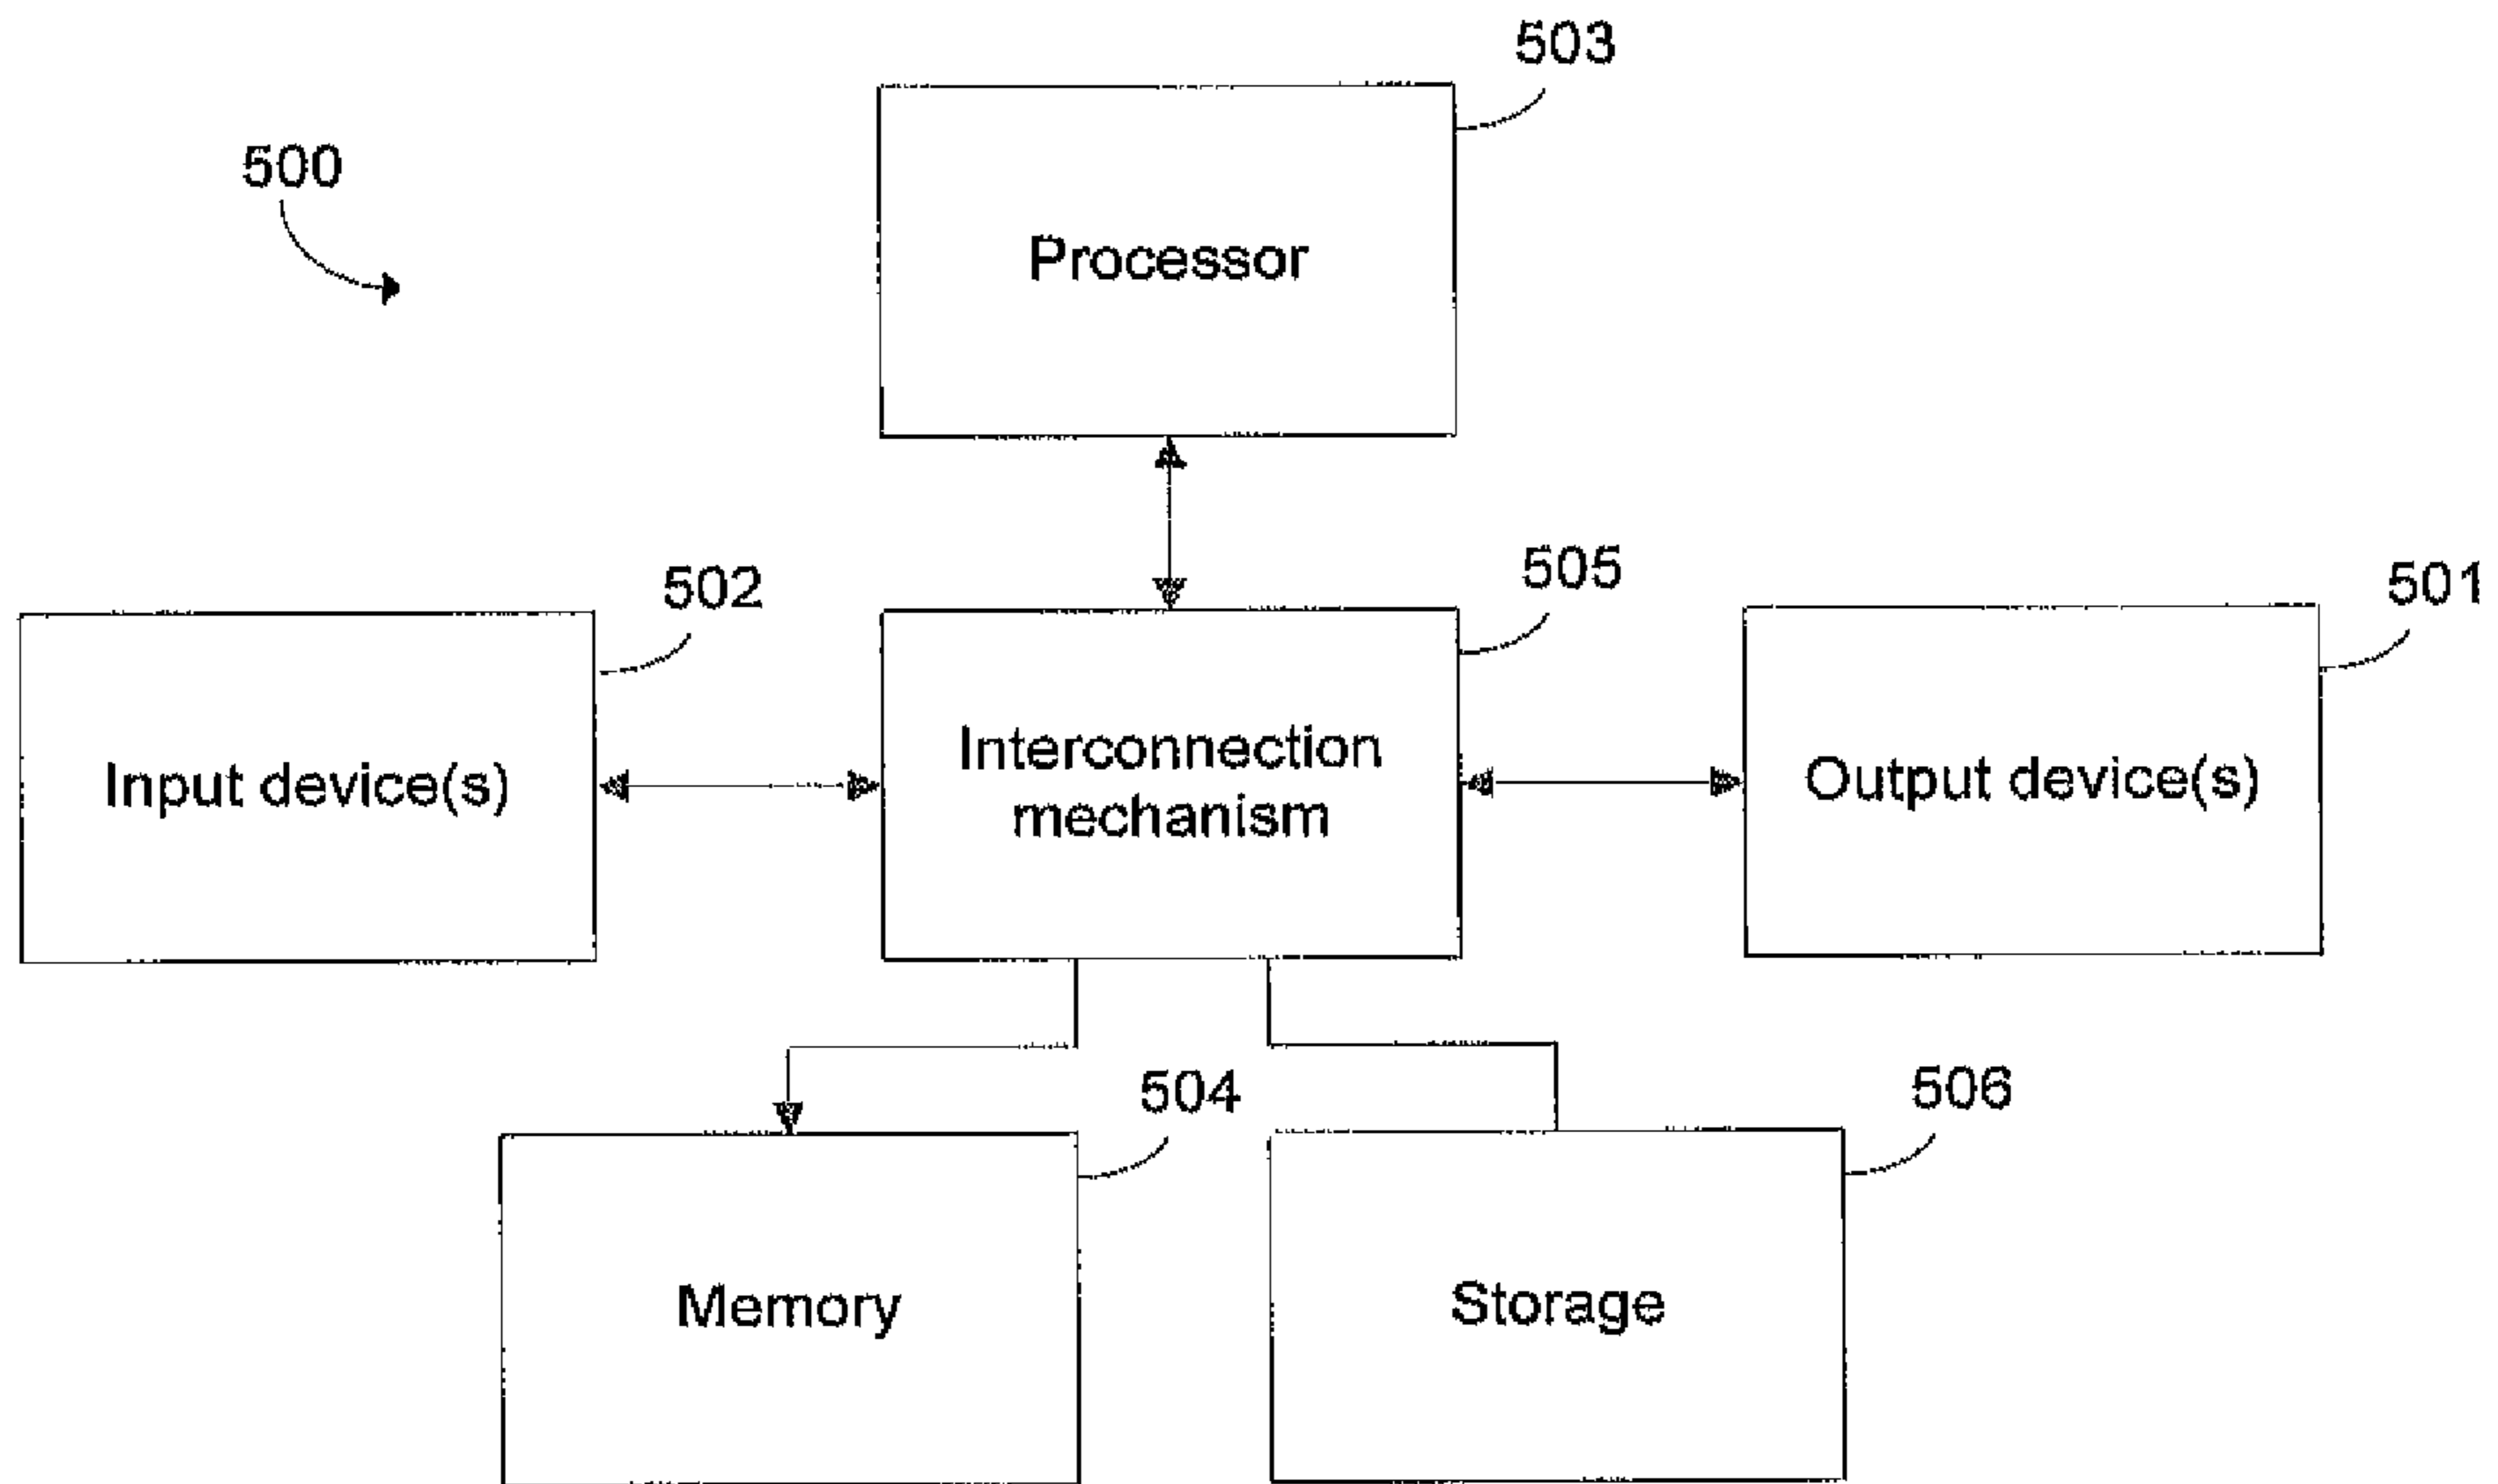 503
500
Processor
502
505
501
Input device(s)
Interconnection
mechanism
Output device(s)
504
506
Memory
Storage